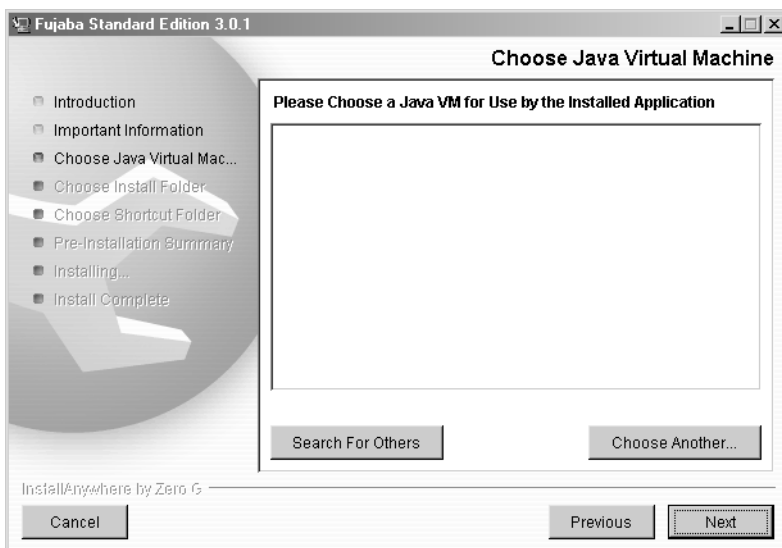 Fujaba Standard Edition 3.0.1
Choose Java Virtual Machine
Introduction
Important Information
Choose Java Virtual Mac...
Choose Install Folder
Choose Shortcut Folder
Pre-Installation Summary
Installing...
Install Complete
Please Choose a Java VM for Use by the Installed Application
Search For Others
Choose Another...
InstallAnywhere by Zero G
Cancel
Previous
Next